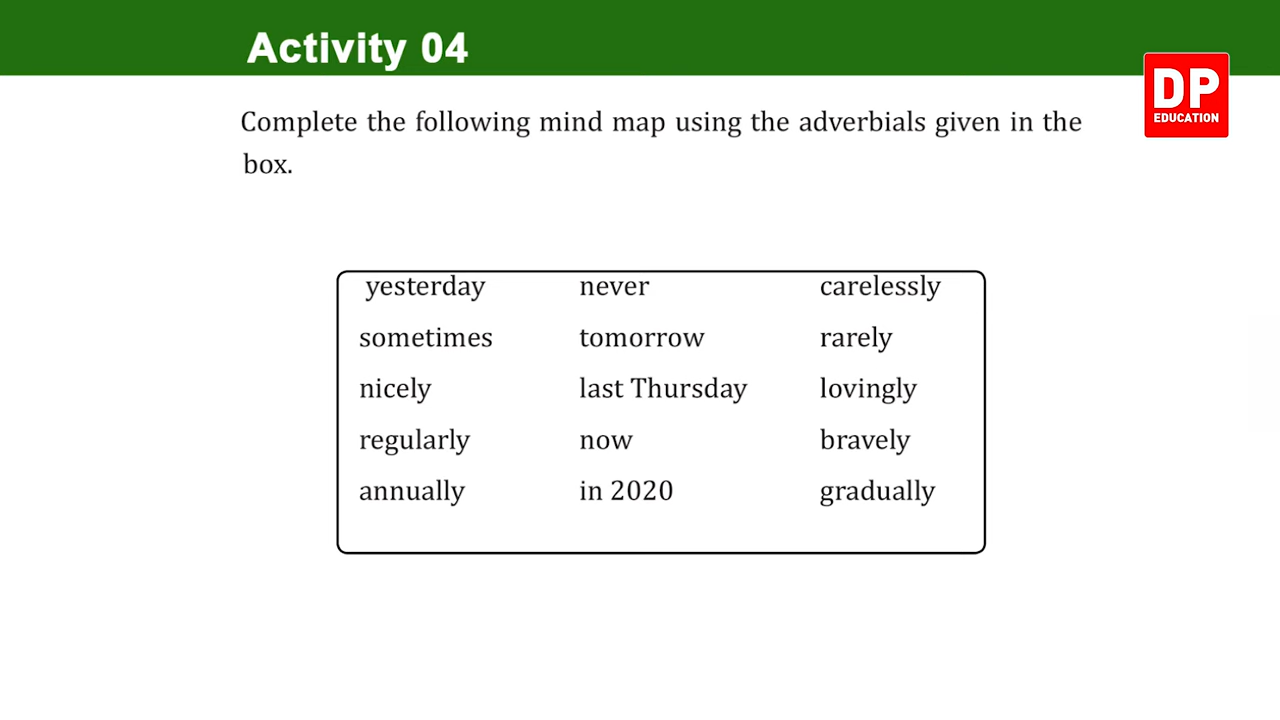 Activity 04
DP
EDUCATION
Complete the following mind map using the adverbials given in the
box.
yesterday never carelessly
sometimes tomorrow rarely
nicely last Thursday lovingly
regularly now bravely
annually in 2020 gradually